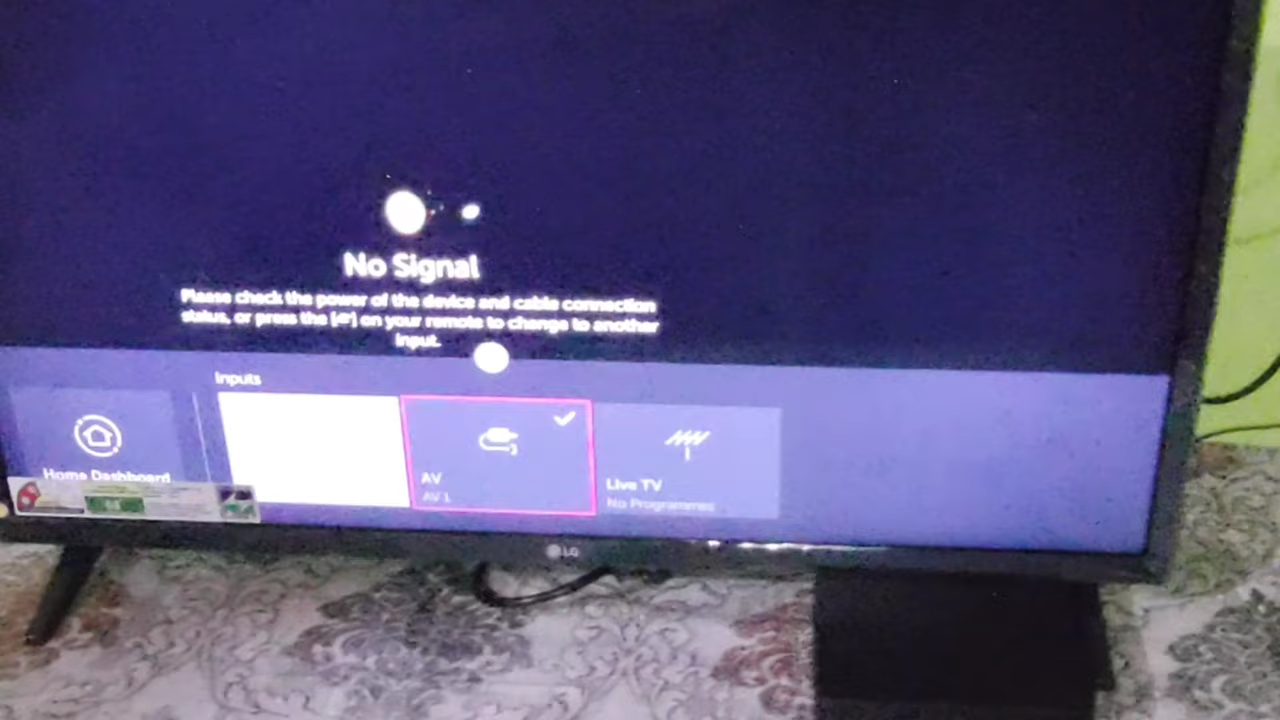 No Signal
Please check the power of the device and cable connection
status, or press the [ ] on your remote to change to another
input.
Inputs
Home Dashboard
AV
AV 1
Live TV
No Programmes
LG